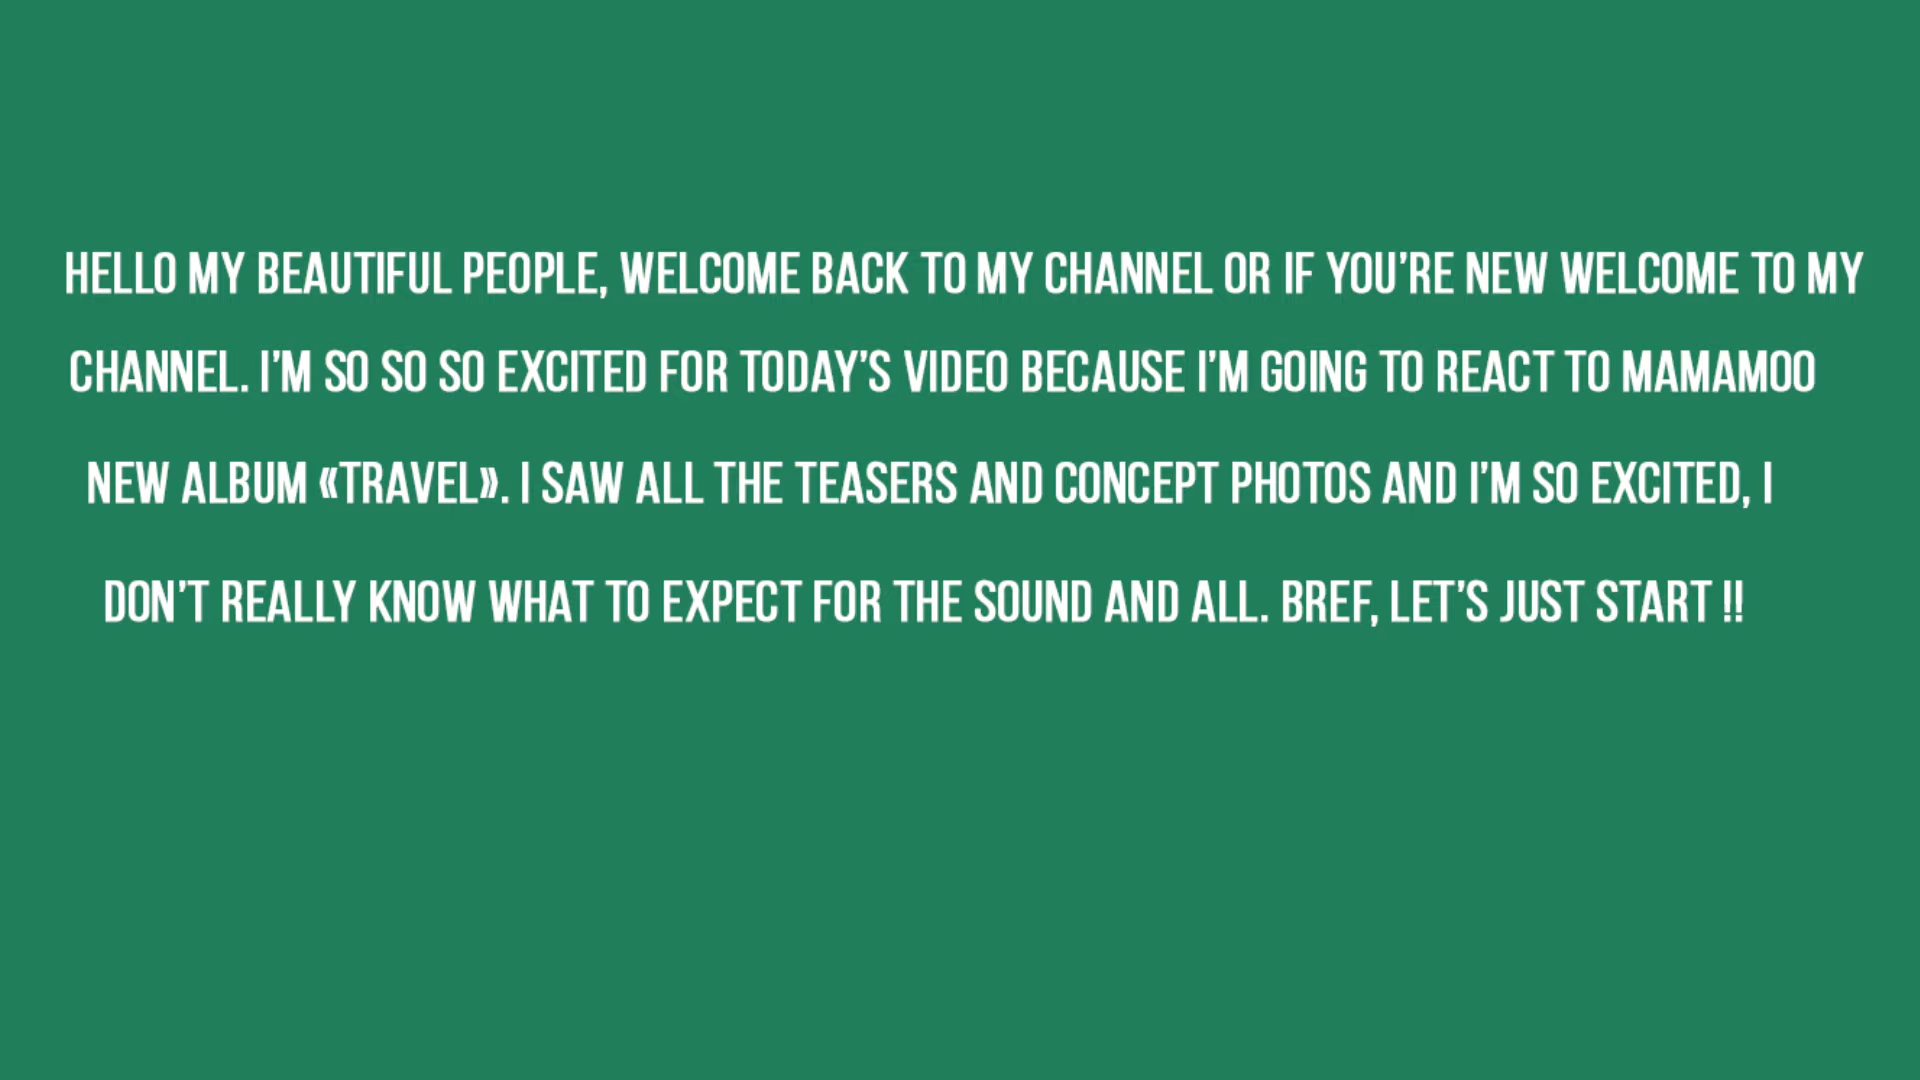 HELLO MY BEAUTIFUL PEOPLE, WELCOME BACK TO MY CHANNEL OR IF YOU'RE NEW WELCOME TO MY
CHANNEL. I'M SO SO SO EXCITED FOR TODAY'S VIDEO BECAUSE I'M GOING TO REACT TO MAMAMOO
NEW ALBUM «TRAVEL». I SAW ALL THE TEASERS AND CONCEPT PHOTOS AND I'M SO EXCITED, I
DON'T REALLY KNOW WHAT TO EXPECT FOR THE SOUND AND ALL. BREF, LET'S JUST START !!